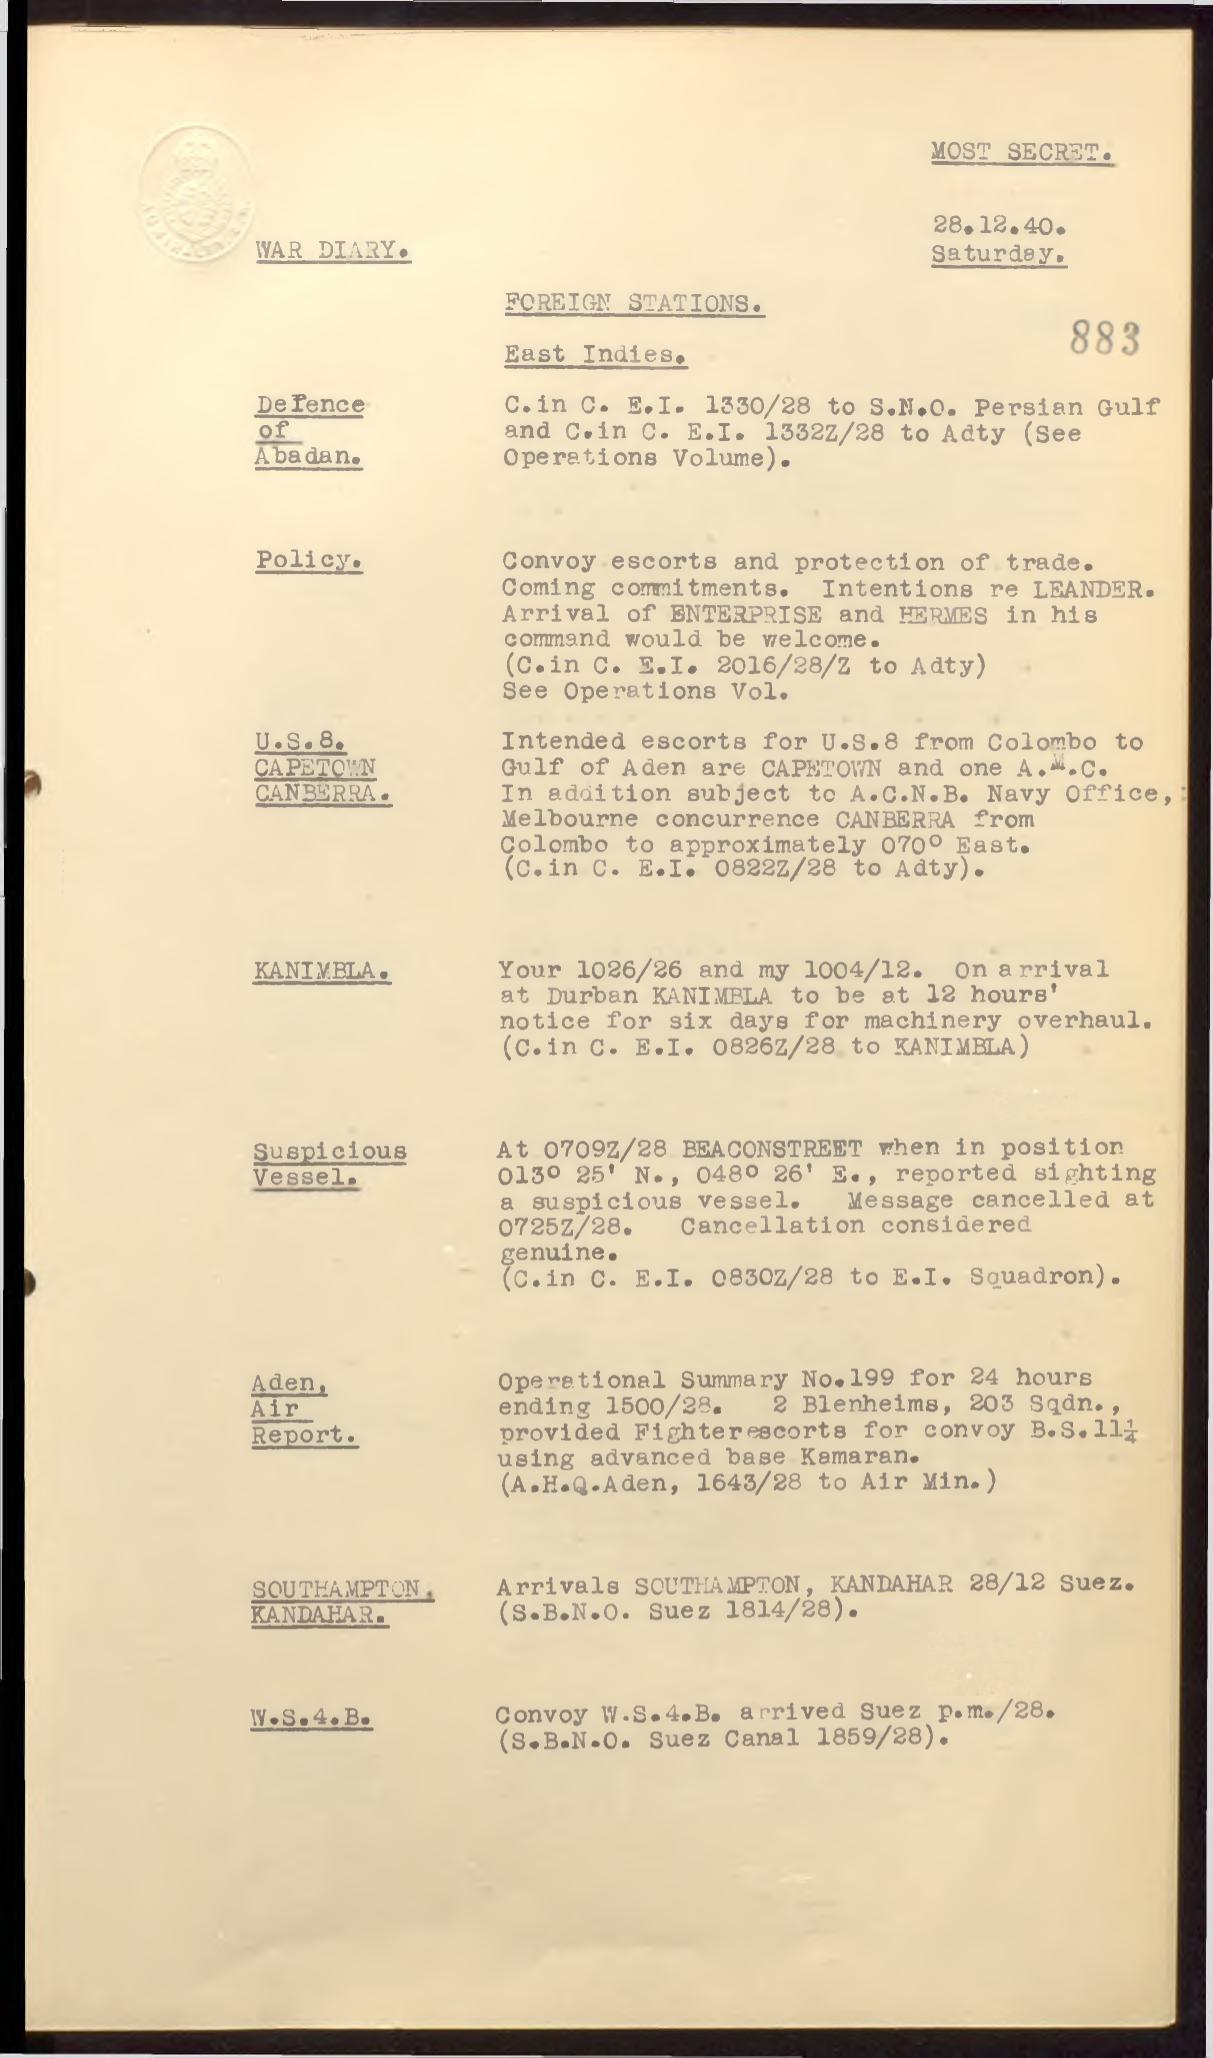 MOST SECRET.
28.12.40.
Saturday.
WAR DIARY.
FOREIGN STATIONS.
883
East Indies.
Defence
of
Abadan.
C.in C. E.I. 1330/28 to S.N.O. Persian Gulf
and C.in C. E.I. 1332Z/28 to Adty (See
Operations Volume).
Policy.
Convoy escorts and protection of trade.
Coming commitments. Intentions re LEANDER.
Arrival of ENTERPRISE and HERMES in his
command would be welcome.
(C.in C. E.I. 2016/28/Z to Adty)
See Operations Vol.
U.S.8.
CAPETOWN
CANBERRA.
Intended escorts for U.S.8 from Colombo to
Gulf of Aden are CAPETOWN and one A.M.C.
In addition subject to A.C.N.B. Navy Office,
Melbourne concurrence CANBERRA from
Colombo to approximately 070° East.
(C.in C. E.I. 0822Z/28 to Adty).
KANIMBLA.
Your 1026/26 and my 1004/12. On arrival
at Durban KANIMBLA to be at 12 hours'
notice for six days for machinery overhaul.
(C.in C. E.I. 0826Z/28 to KANIMBLA)
Suspicious
Vessel.
At 0709Z/28 BEACONSTREET when in position
013° 25' N., 048° 26' E., reported sighting
a suspicious vessel. Message cancelled at
0725Z/28. Cancellation considered
genuine.
(C.in C. E.I. 0830Z/28 to E.I. Squadron).
Aden,
Air
Report.
Operational Summary No.199 for 24 hours
ending 1500/28. 2 Blenheims, 203 Sqdn.,
provided Fighterescorts for convoy B.S.11¼
using advanced base Kamaran.
(A.H.Q.Aden, 1643/28 to Air Min.)
SOUTHAMPTON.
KANDAHAR.
Arrivals SOUTHAMPTON, KANDAHAR 28/12 Suez.
(S.B.N.O. Suez 1814/28).
W.S.4.B.
Convoy W.S.4.B. arrived Suez p.m./28.
(S.B.N.O. Suez Canal 1859/28).